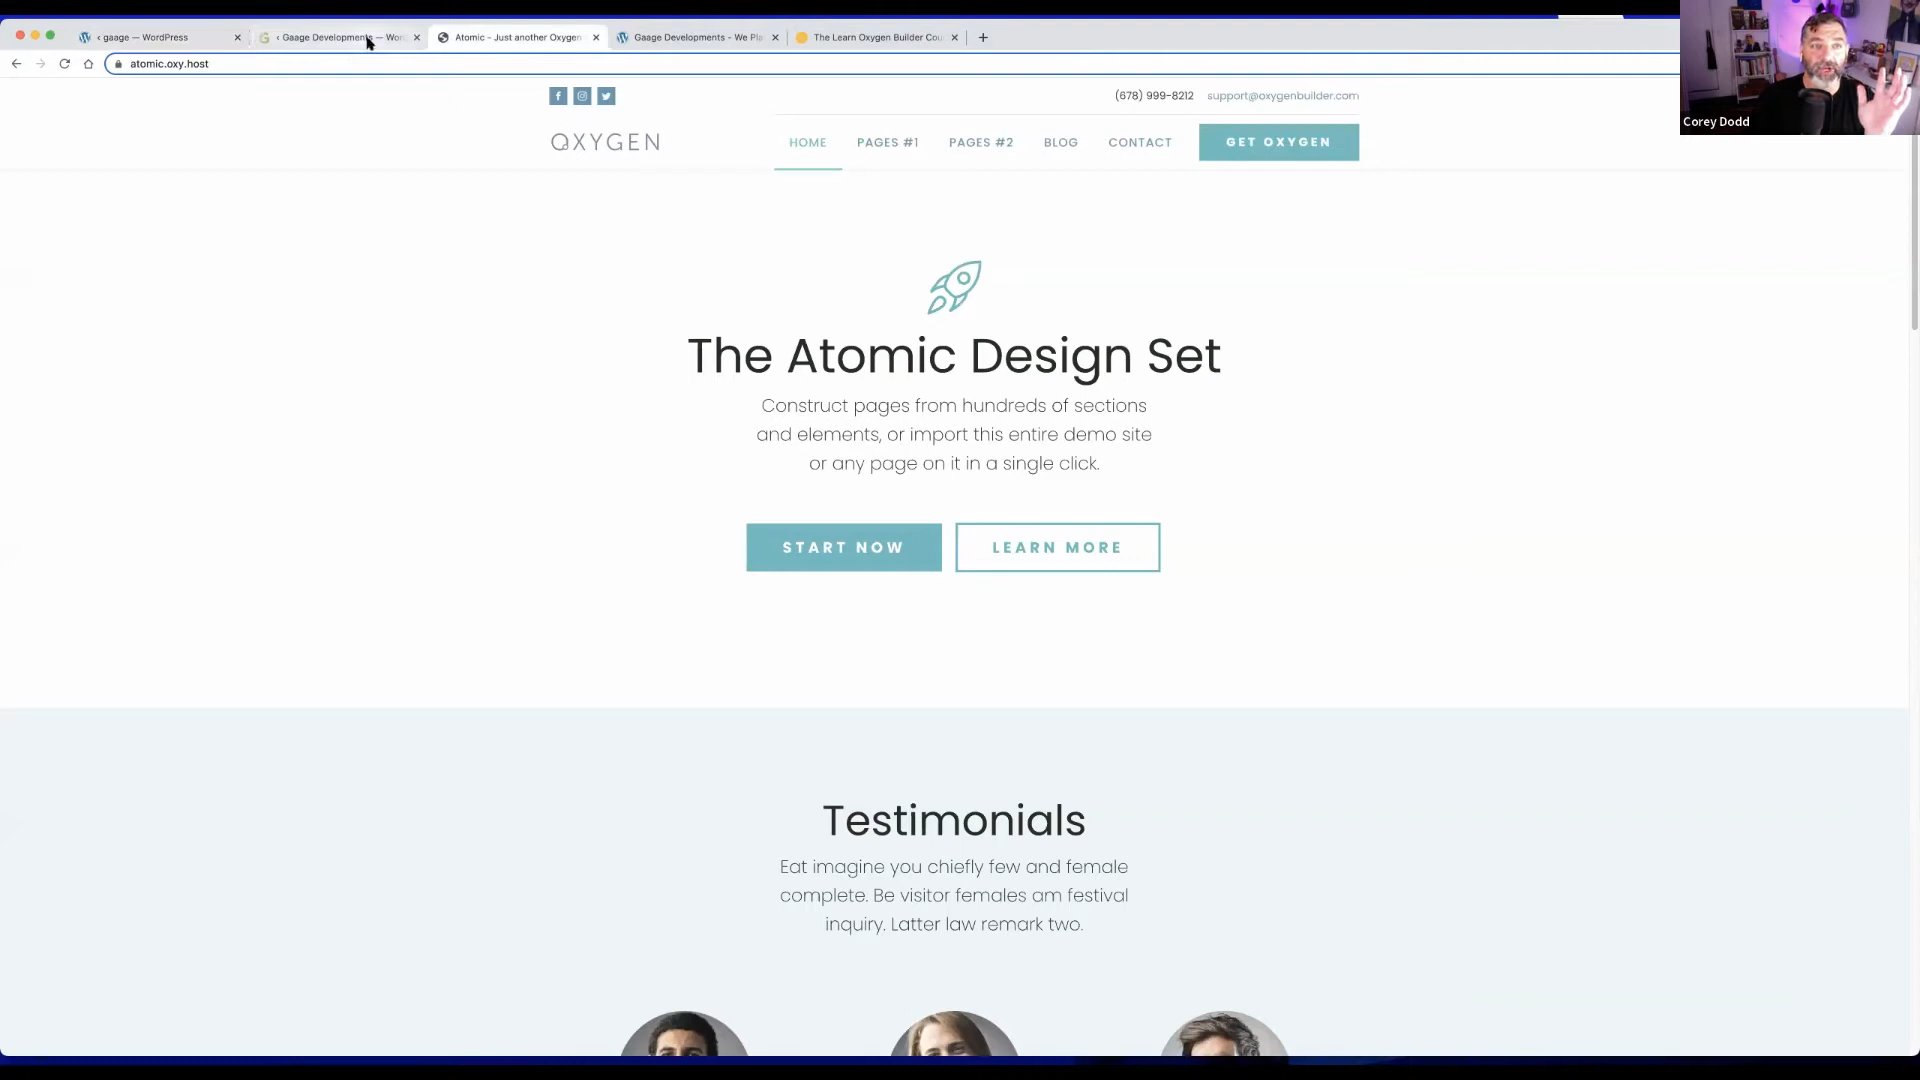 ‹ gaage — WordPress
‹ Gaage Developments — Wor
Atomic – Just another Oxygen
Gaage Developments - We Pla
The Learn Oxygen Builder Cou
atomic.oxy.host
Corey Dodd
(678) 999-8212
support@oxygenbuilder.com
OXYGEN
HOME
PAGES #1
PAGES #2
BLOG
CONTACT
GET OXYGEN
The Atomic Design Set
Construct pages from hundreds of sections
and elements, or import this entire demo site
or any page on it in a single click.
START NOW
LEARN MORE
Testimonials
Eat imagine you chiefly few and female
complete. Be visitor females am festival
inquiry. Latter law remark two.